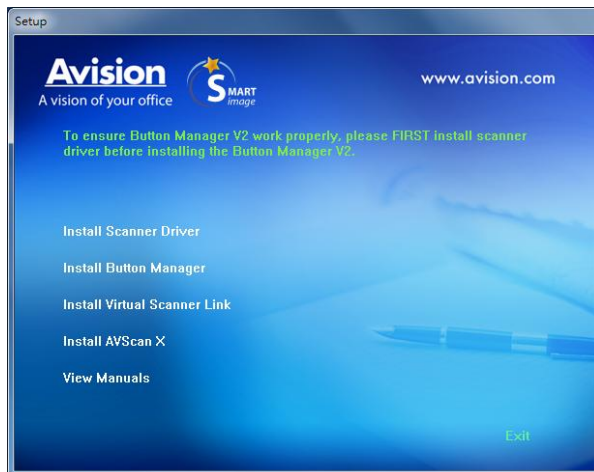 Setup
Avision
A vision of your office
SMART
image
www.avision.com
To ensure Button Manager V2 work properly, please FIRST install scanner
driver before installing the Button Manager V2.
Install Scanner Driver
Install Button Manager
Install Virtual Scanner Link
Install AVScan X
View Manuals
Exit